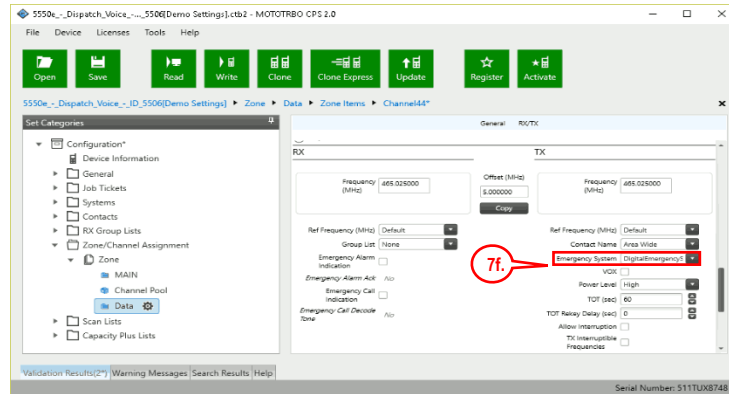 5550e_-_Dispatch_Voice_-..., 5506[Demo Settings].ctb2 - MOTOTRBO CPS 2.0
File Device Licenses Tools Help
Open Save Read Write Clone Clone Express Update Register Activate
5550e_-_Dispatch_Voice_-_ID_5506[Demo Settings] Zone Data Zone Items Channel44*
Set Categories
General RX/TX
Configuration*
Device Information
General
Job Tickets
Systems
Contacts
RX Group Lists
Zone/Channel Assignment
Zone
MAIN
Channel Pool
Data
Scan Lists
Capacity Plus Lists
RX TX
Frequency (MHz) 465.025000
Offset (MHz)
5.000000
Copy
Frequency (MHz) 465.025000
Ref Frequency (MHz) Default
Group List None
Emergency Alarm Indication
Emergency Alarm Ack No
Emergency Call Indication
Emergency Call Decode Tone No
Ref Frequency (MHz) Default
Contact Name Area Wide
7f.
Emergency System DigitalEmergencyS
VOX
Power Level High
TOT (sec) 60
TOT Rekey Delay (sec) 0
Allow Interruption
TX Interruptible Frequencies
Validation Results(2*) Warning Messages Search Results Help
Serial Number: 511TUX8748